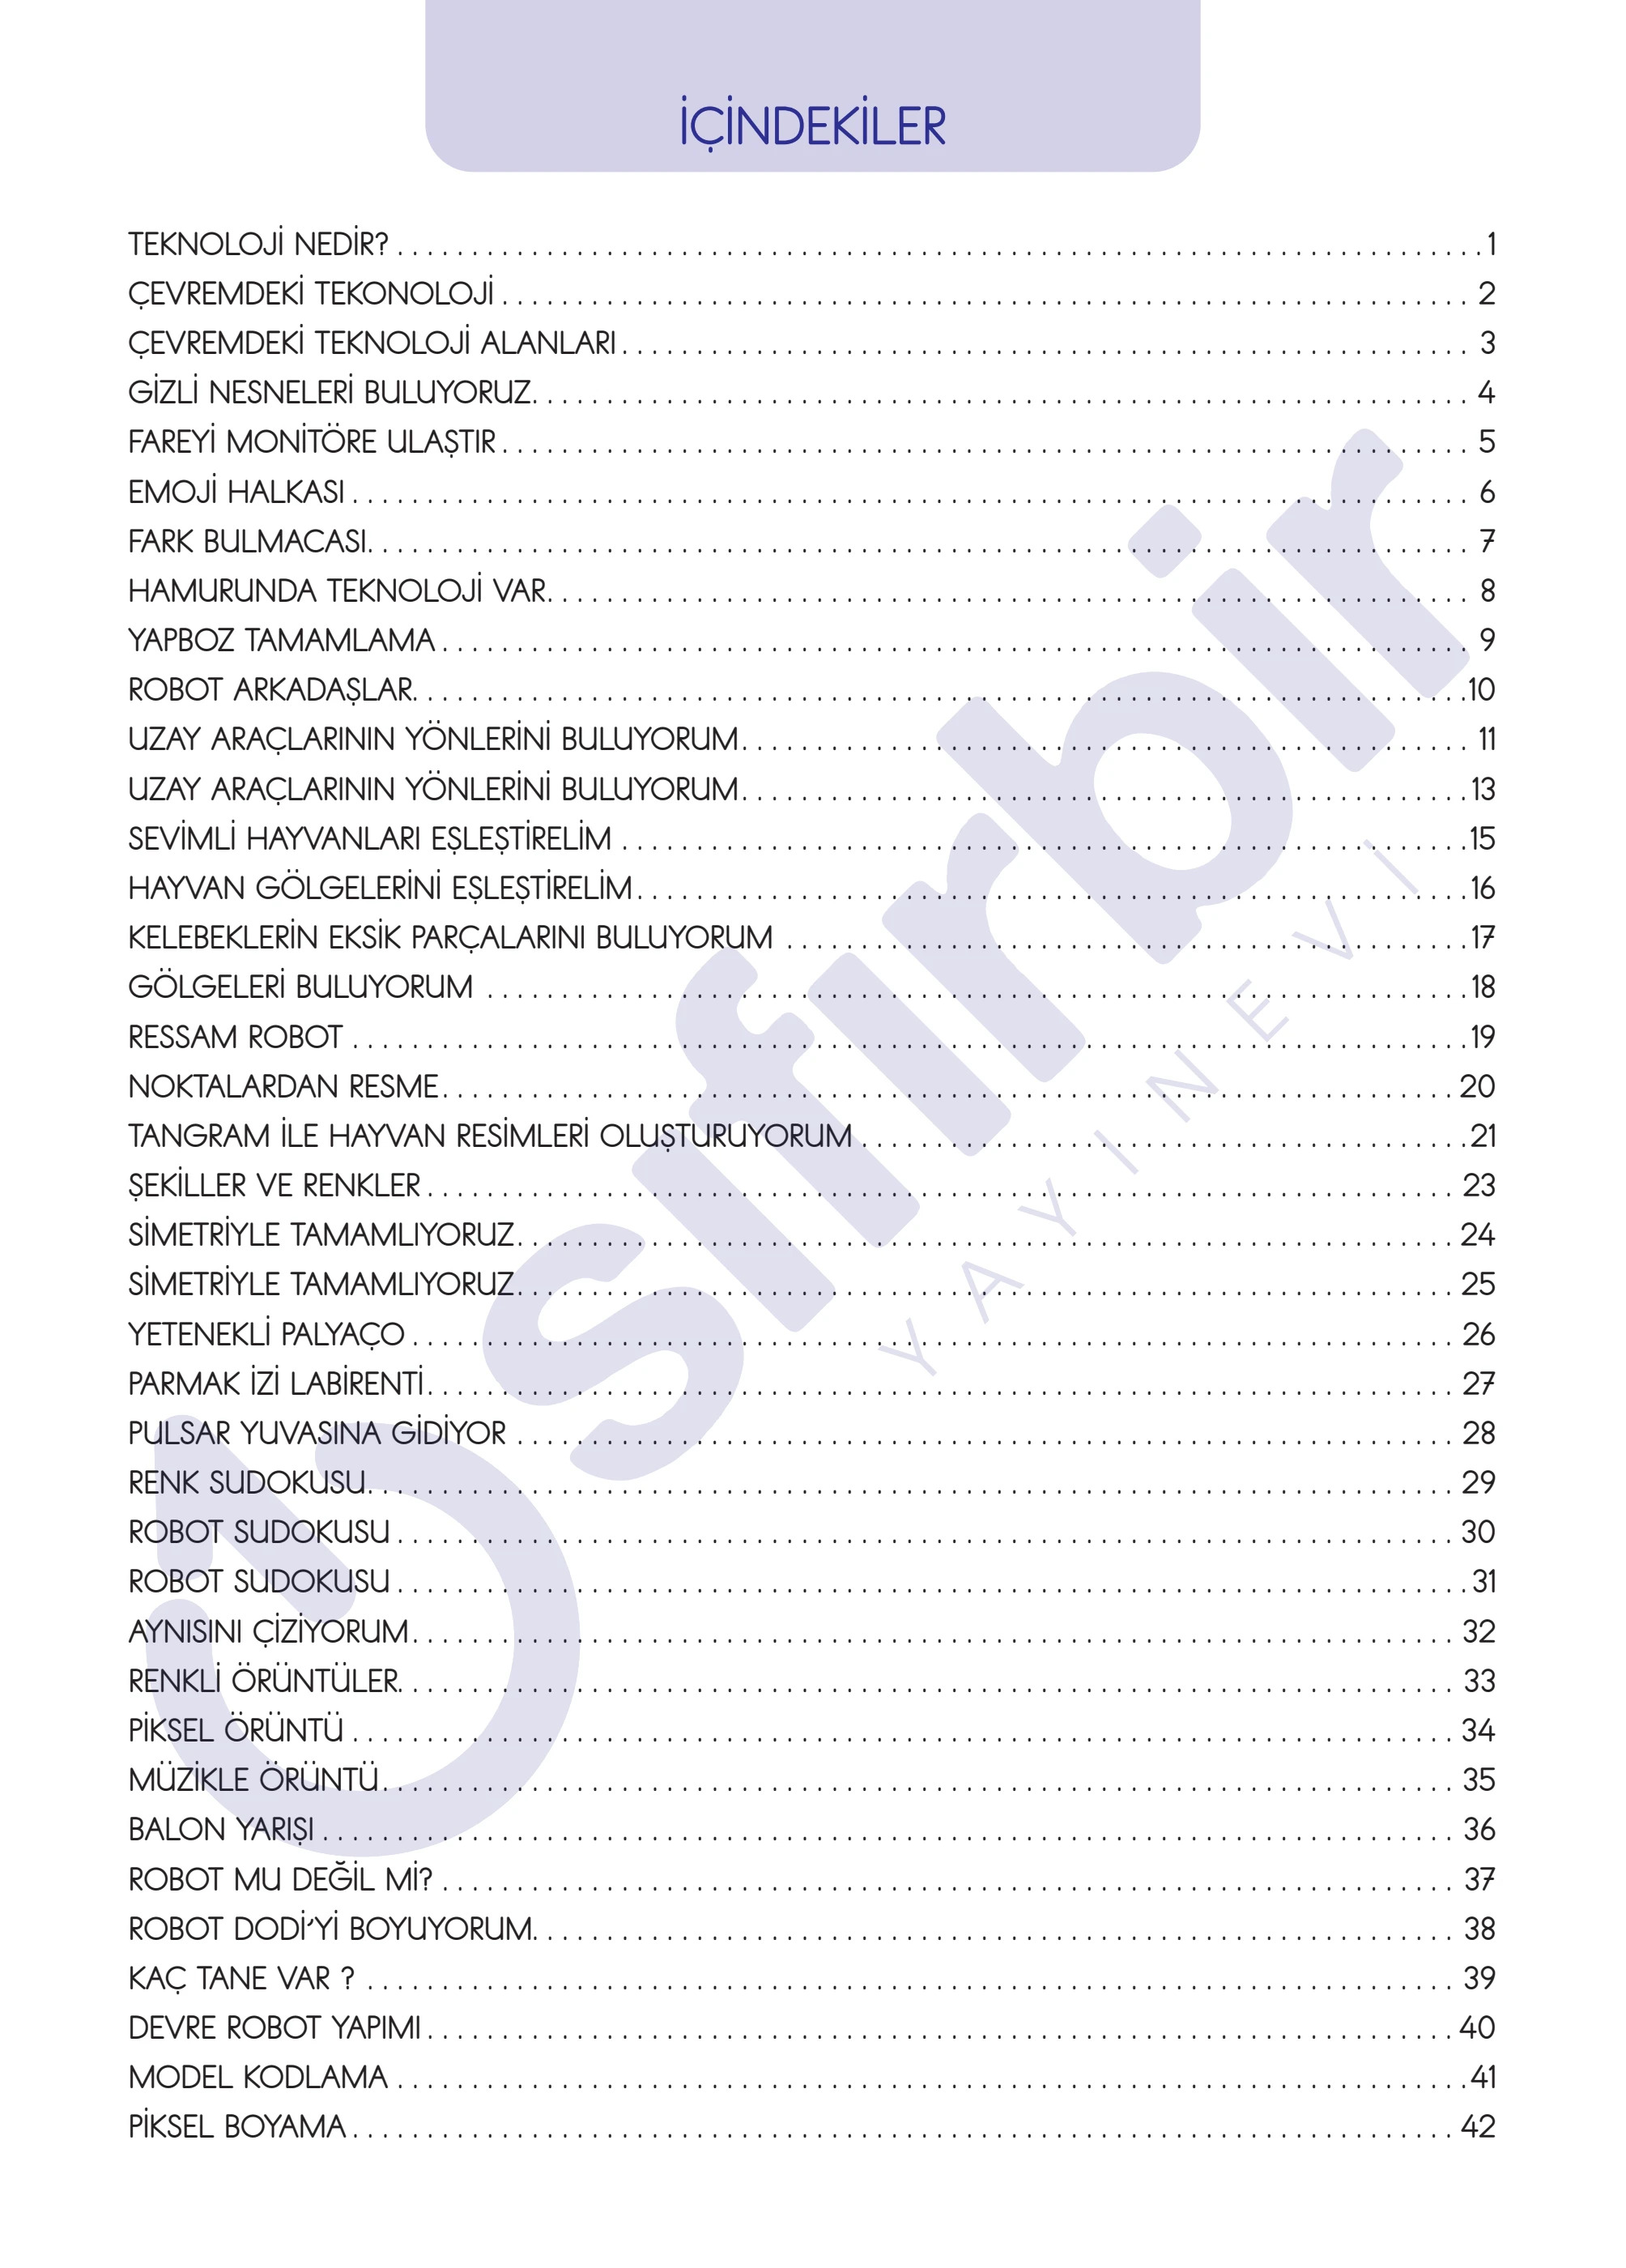 İÇİNDEKİLER
TEKNOLOJİ NEDİR? . . . . . . . . . . . . . . . . . . . . 1
ÇEVREMDEKİ TEKONOLOJİ . . . . . . . . . . . . . . . . . . . . 2
ÇEVREMDEKİ TEKNOLOJİ ALANLARI . . . . . . . . . . . . . . . . . . . . 3
GİZLİ NESNELERİ BULUYORUZ. . . . . . . . . . . . . . . . . . . . 4
FAREYİ MONİTÖRE ULAŞTIR . . . . . . . . . . . . . . . . . . . . 5
EMOJİ HALKASI . . . . . . . . . . . . . . . . . . . . 6
FARK BULMACASI. . . . . . . . . . . . . . . . . . . . 7
HAMURUNDA TEKNOLOJİ VAR. . . . . . . . . . . . . . . . . . . . 8
YAPBOZ TAMAMLAMA . . . . . . . . . . . . . . . . . . . . 9
ROBOT ARKADAŞLAR. . . . . . . . . . . . . . . . . . . . 10
UZAY ARAÇLARININ YÖNLERİNİ BULUYORUM. . . . . . . . . . . . . . . . . . . . 11
UZAY ARAÇLARININ YÖNLERİNİ BULUYORUM. . . . . . . . . . . . . . . . . . . . 13
SEVİMLİ HAYVANLARI EŞLEŞTİRELİM . . . . . . . . . . . . . . . . . . . . 15
HAYVAN GÖLGELERİNİ EŞLEŞTİRELİM . . . . . . . . . . . . . . . . . . . . 16
KELEBEKLERİN EKSİK PARÇALARINI BULUYORUM . . . . . . . . . . . . . . . . . . . . 17
GÖLGELERİ BULUYORUM . . . . . . . . . . . . . . . . . . . . 18
RESSAM ROBOT . . . . . . . . . . . . . . . . . . . . 19
NOKTALARDAN RESME . . . . . . . . . . . . . . . . . . . . 20
TANGRAM İLE HAYVAN RESİMLERİ OLUŞTURUYORUM . . . . . . . . . . . . . . . . . . . . 21
ŞEKİLLER VE RENKLER . . . . . . . . . . . . . . . . . . . . 23
SİMETRİYLE TAMAMLIYORUZ. . . . . . . . . . . . . . . . . . . . 24
SİMETRİYLE TAMAMLIYORUZ. . . . . . . . . . . . . . . . . . . . 25
YETENEKLİ PALYAÇO . . . . . . . . . . . . . . . . . . . . 26
PARMAK İZİ LABİRENTİ . . . . . . . . . . . . . . . . . . . . 27
PULSAR YUVASINA GİDİYOR . . . . . . . . . . . . . . . . . . . . 28
RENK SUDOKUSU. . . . . . . . . . . . . . . . . . . . 29
ROBOT SUDOKUSU . . . . . . . . . . . . . . . . . . . . 30
ROBOT SUDOKUSU . . . . . . . . . . . . . . . . . . . . 31
AYNISINI ÇİZİYORUM . . . . . . . . . . . . . . . . . . . . 32
RENKLİ ÖRÜNTÜLER. . . . . . . . . . . . . . . . . . . . 33
PİKSEL ÖRÜNTÜ . . . . . . . . . . . . . . . . . . . . 34
MÜZİKLE ÖRÜNTÜ . . . . . . . . . . . . . . . . . . . . 35
BALON YARIŞI . . . . . . . . . . . . . . . . . . . . 36
ROBOT MU DEĞİL Mİ? . . . . . . . . . . . . . . . . . . . . 37
ROBOT DODİ'Yİ BOYUYORUM. . . . . . . . . . . . . . . . . . . . 38
KAÇ TANE VAR ? . . . . . . . . . . . . . . . . . . . . 39
DEVRE ROBOT YAPIMI . . . . . . . . . . . . . . . . . . . . 40
MODEL KODLAMA . . . . . . . . . . . . . . . . . . . . 41
PİKSEL BOYAMA . . . . . . . . . . . . . . . . . . . . 42
sıfırbir
YAYINEVİ